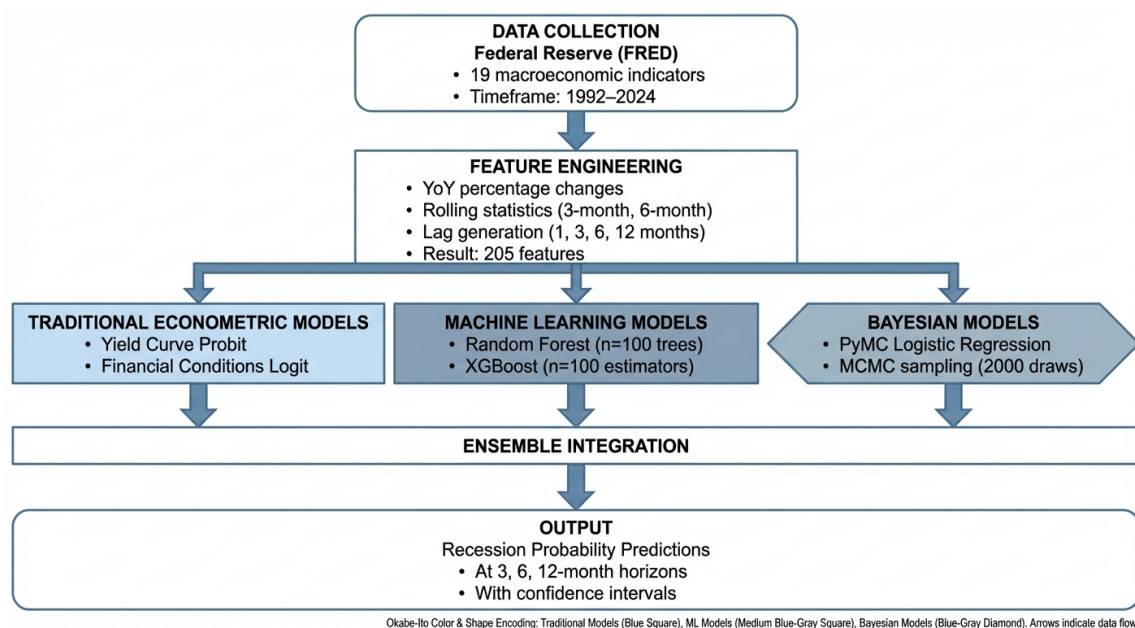 DATA COLLECTION
Federal Reserve (FRED)
• 19 macroeconomic indicators
• Timeframe: 1992–2024
FEATURE ENGINEERING
• YoY percentage changes
• Rolling statistics (3-month, 6-month)
• Lag generation (1, 3, 6, 12 months)
• Result: 205 features
TRADITIONAL ECONOMETRIC MODELS
• Yield Curve Probit
• Financial Conditions Logit
MACHINE LEARNING MODELS
• Random Forest (n=100 trees)
• XGBoost (n=100 estimators)
BAYESIAN MODELS
• PyMC Logistic Regression
• MCMC sampling (2000 draws)
ENSEMBLE INTEGRATION
OUTPUT
Recession Probability Predictions
• At 3, 6, 12-month horizons
• With confidence intervals
Okabe-Ito Color & Shape Encoding: Traditional Models (Blue Square), ML Models (Medium Blue-Gray Square), Bayesian Models (Blue-Gray Diamond). Arrows indicate data flow